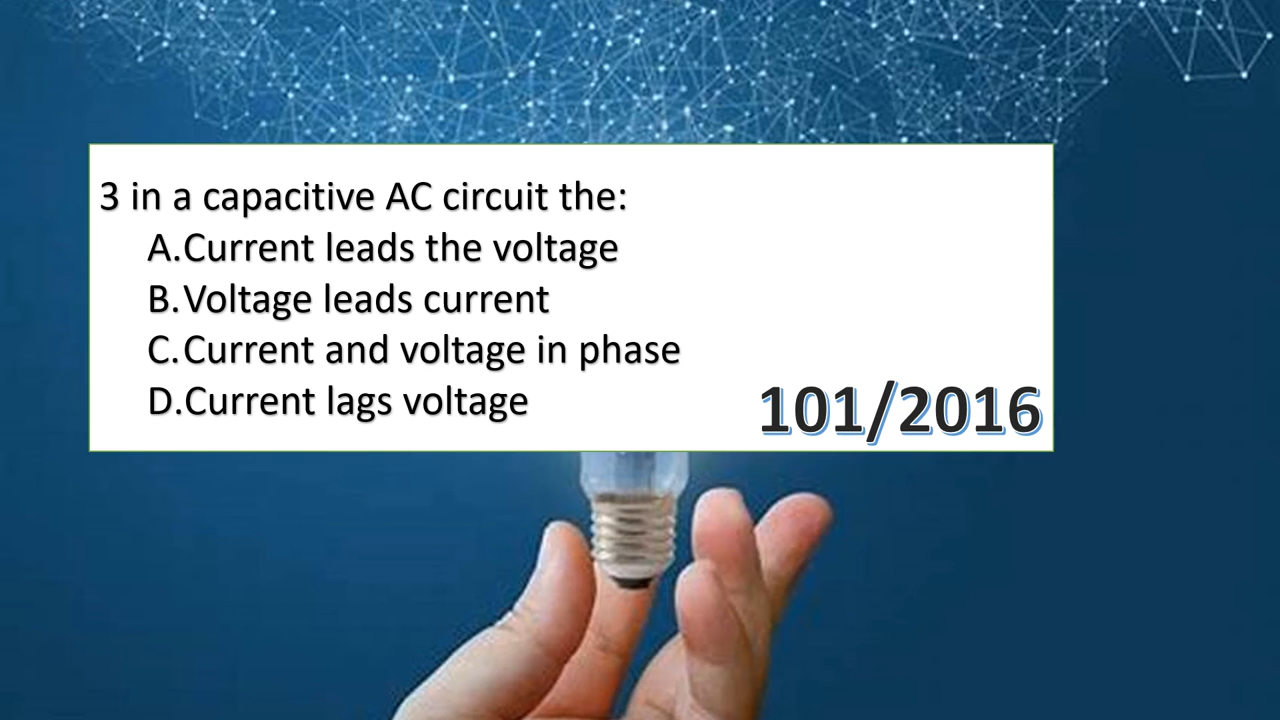 3 in a capacitive AC circuit the:
A.Current leads the voltage
B.Voltage leads current
C.Current and voltage in phase
D.Current lags voltage
101/2016